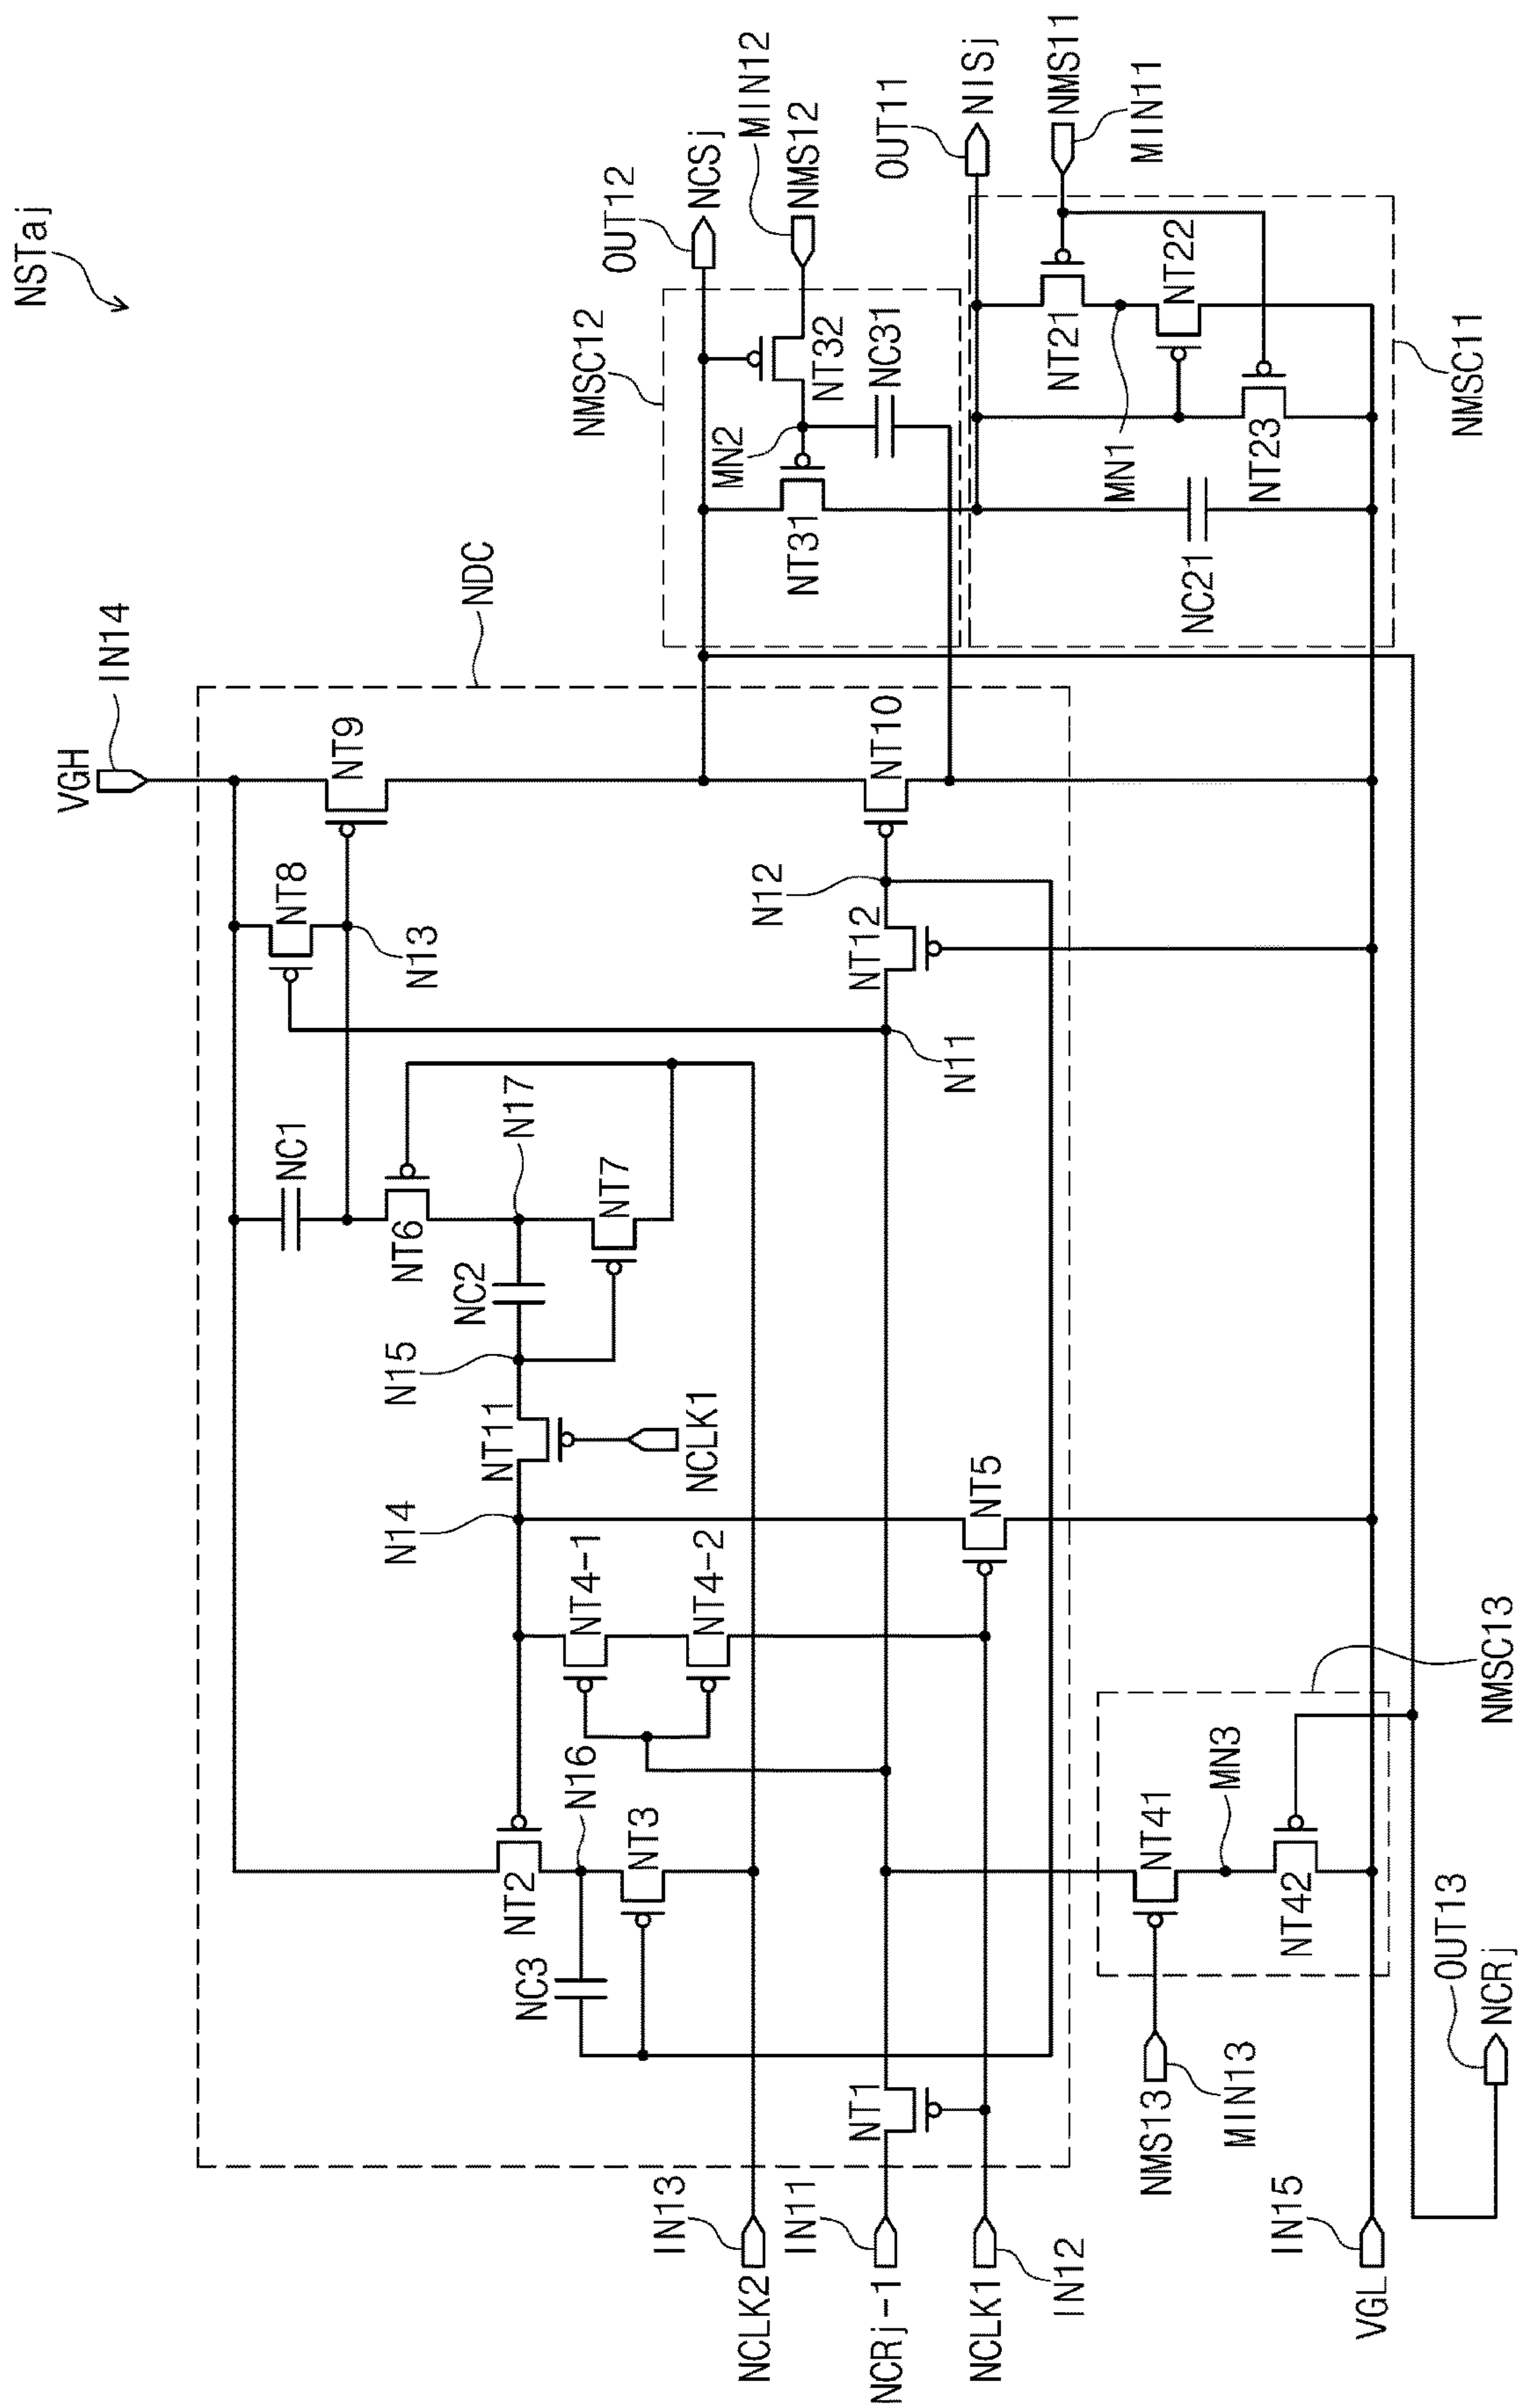 NSTaj
VGH
IN14
NDC
NMSC12
OUT12
NCSj
MIN12
NMS12
OUT11
NISj
NMS11
MIN11
NT9
NT8
N13
NC1
NT6
N17
NT7
NC2
N15
NT11
NCLK1
N14
NT4-1
NT4-2
NT5
NT2
N16
NT3
NC3
NT1
N11
NT12
N12
NT10
MN2
NT32
NC31
NT31
NT21
NT22
MN1
NT23
NC21
NMSC11
NMSC13
NT41
MN3
NT42
NMS13
MIN13
IN13
NCLK2
IN11
NCRj-1
NCLK1
IN12
IN15
VGL
OUT13
NCRj